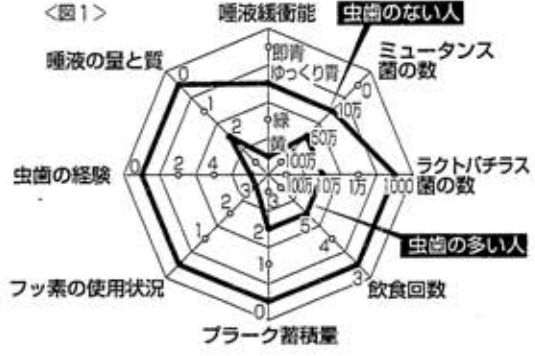 <図1>
唾液緩衝能
虫歯のない人
ミュータンス
菌の数
唾液の量と質
即青
ゆっくり青
0
0
1
10万
2
緑
50万
黄
100万
虫歯の経験
0
2
4
100万
10万
1万
1000
ラクトバチラス
菌の数
3
3
2
5
虫歯の多い人
1
4
1
フッ素の使用状況
0
3
飲食回数
プラーク蓄積量